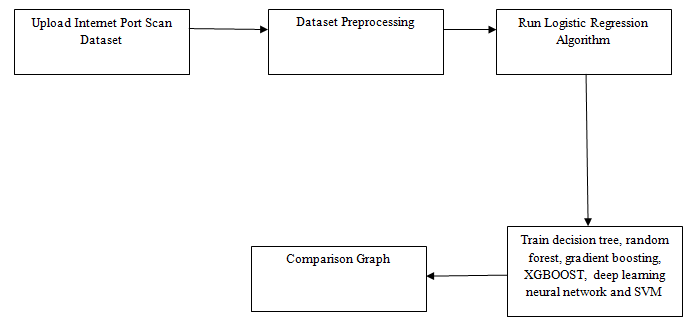 Upload Internet Port Scan
Dataset
Dataset Preprocessing
Run Logistic Regression
Algorithm
Train decision tree, random
forest, gradient boosting,
XGBOOST, deep learning
neural network and SVM
Comparison Graph